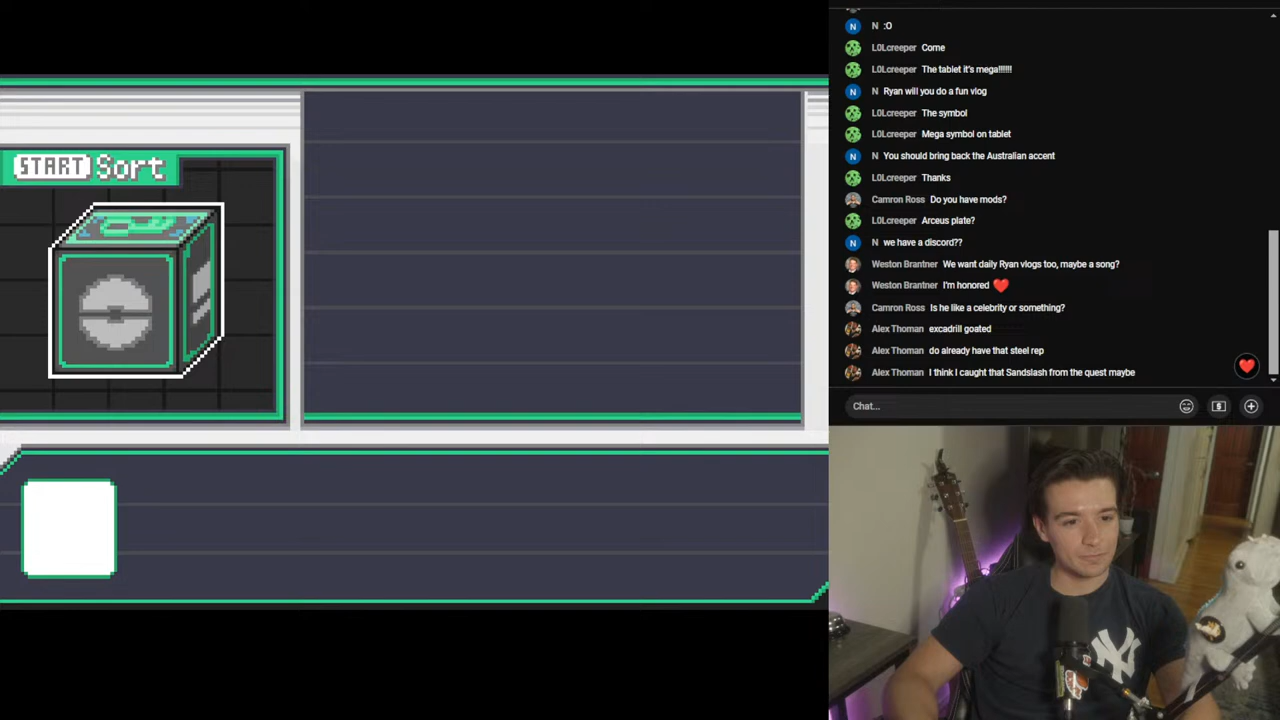 START Sort
N :O
L0Lcreeper Come
L0Lcreeper The tablet it's mega!!!!!!
N Ryan will you do a fun vlog
L0Lcreeper The symbol
L0Lcreeper Mega symbol on tablet
N You should bring back the Australian accent
L0Lcreeper Thanks
Camron Ross Do you have mods?
L0Lcreeper Arceus plate?
N we have a discord??
Weston Brantner We want daily Ryan vlogs too, maybe a song?
Weston Brantner I'm honored ❤️
Camron Ross Is he like a celebrity or something?
Alex Thoman excadrill goated
Alex Thoman do already have that steel rep
Alex Thoman I think I caught that Sandslash from the quest maybe
Chat...